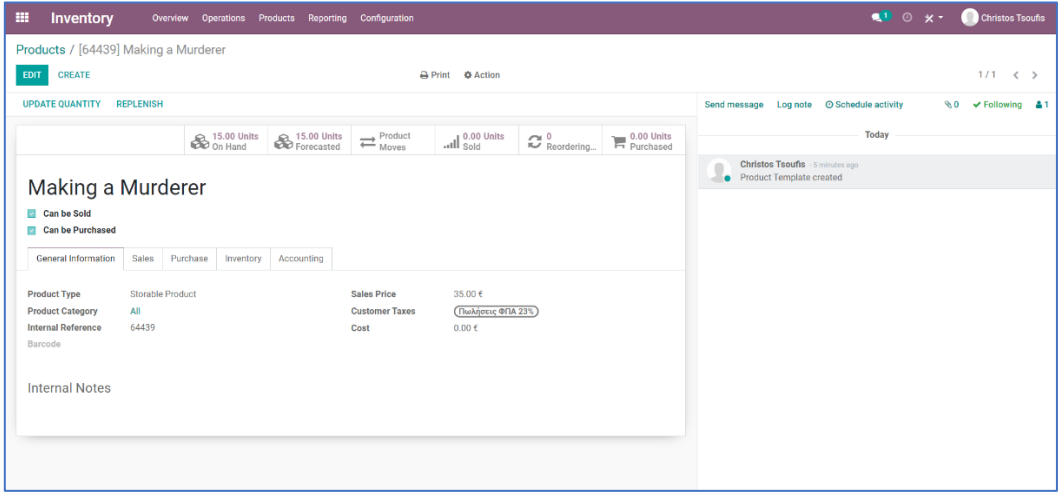 Inventory Overview Operations Products Reporting Configuration 1 Christos Tsoufis
Products / [64439] Making a Murderer
EDIT CREATE Print Action 1 / 1
UPDATE QUANTITY REPLENISH Send message Log note Schedule activity 0 Following 1
15.00 Units On Hand
15.00 Units Forecasted
Product Moves
0.00 Units Sold
0 Reordering...
0.00 Units Purchased
Today
Christos Tsoufis - 5 minutes ago
Product Template created
Making a Murderer
Can be Sold
Can be Purchased
General Information Sales Purchase Inventory Accounting
Product Type Storable Product Sales Price 35.00 €
Product Category All Customer Taxes Πωλήσεις ΦΠΑ 23%
Internal Reference 64439 Cost 0.00 €
Barcode
Internal Notes